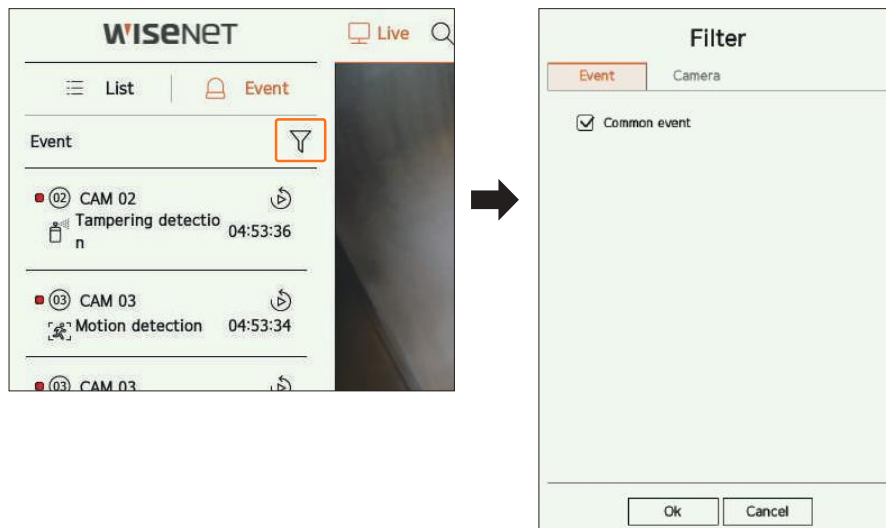 WISENET
Live
List
Event
Event
02 CAM 02
Tampering detectio
n
04:53:36
03 CAM 03
Motion detection 04:53:34
03 CAM 03
Filter
Event Camera
Common event
Ok Cancel